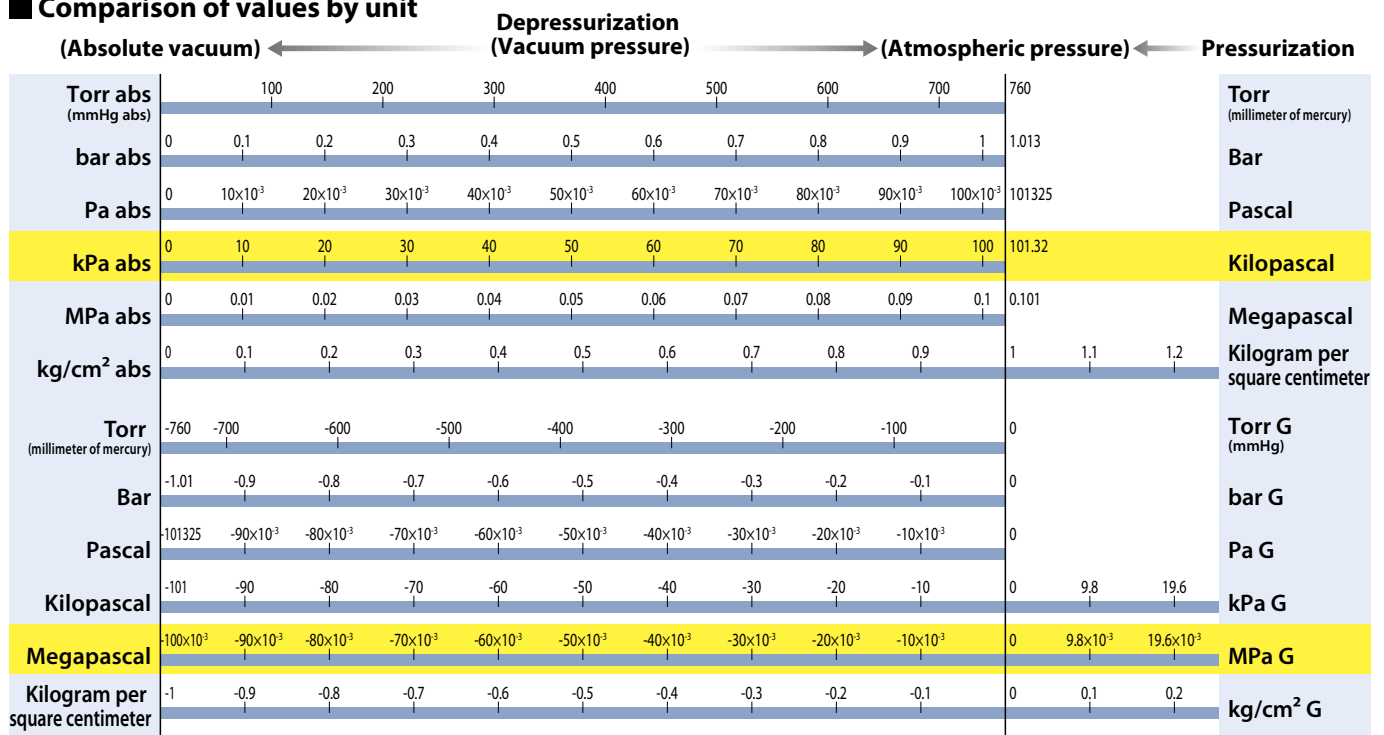 ■ Comparison of values by unit
Depressurization
(Absolute vacuum) (Vacuum pressure) (Atmospheric pressure) Pressurization
Torr abs 100 200 300 400 500 600 700 760 Torr
(mmHg abs) (millimeter of mercury)
bar abs 0 0.1 0.2 0.3 0.4 0.5 0.6 0.7 0.8 0.9 1 1.013 Bar
Pa abs 0 10×10⁻³ 20×10⁻³ 30×10⁻³ 40×10⁻³ 50×10⁻³ 60×10⁻³ 70×10⁻³ 80×10⁻³ 90×10⁻³ 100×10⁻³ 101325 Pascal
kPa abs 0 10 20 30 40 50 60 70 80 90 100 101.32 Kilopascal
MPa abs 0 0.01 0.02 0.03 0.04 0.05 0.06 0.07 0.08 0.09 0.1 0.101 Megapascal
kg/cm² abs 0 0.1 0.2 0.3 0.4 0.5 0.6 0.7 0.8 0.9 1 1.1 1.2 Kilogram per
square centimeter
Torr -760 -700 -600 -500 -400 -300 -200 -100 0 Torr G
(millimeter of mercury) (mmHg)
Bar -1.01 -0.9 -0.8 -0.7 -0.6 -0.5 -0.4 -0.3 -0.2 -0.1 0 bar G
Pascal -101325 -90×10⁻³ -80×10⁻³ -70×10⁻³ -60×10⁻³ -50×10⁻³ -40×10⁻³ -30×10⁻³ -20×10⁻³ -10×10⁻³ 0 Pa G
Kilopascal -101 -90 -80 -70 -60 -50 -40 -30 -20 -10 0 9.8 19.6 kPa G
Megapascal -100×10⁻³ -90×10⁻³ -80×10⁻³ -70×10⁻³ -60×10⁻³ -50×10⁻³ -40×10⁻³ -30×10⁻³ -20×10⁻³ -10×10⁻³ 0 9.8×10⁻³ 19.6×10⁻³ MPa G
Kilogram per -1 -0.9 -0.8 -0.7 -0.6 -0.5 -0.4 -0.3 -0.2 -0.1 0 0.1 0.2 kg/cm² G
square centimeter